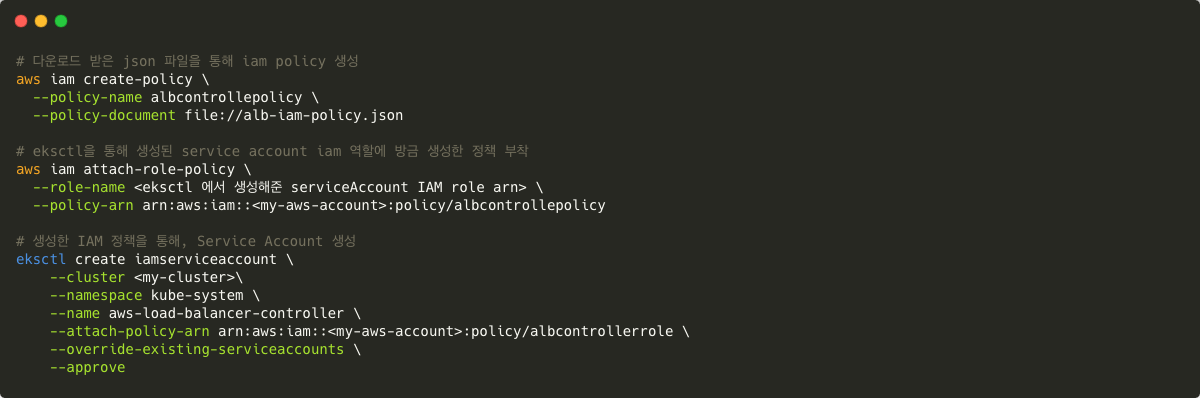 # 다운로드 받은 json 파일을 통해 iam policy 생성
aws iam create-policy \
  --policy-name albcontrollepolicy \
  --policy-document file://alb-iam-policy.json

# eksctl을 통해 생성된 service account iam 역할에 방금 생성한 정책 부착
aws iam attach-role-policy \
  --role-name <eksctl 에서 생성해준 serviceAccount IAM role arn> \
  --policy-arn arn:aws:iam::<my-aws-account>:policy/albcontrollepolicy

# 생성한 IAM 정책을 통해, Service Account 생성
eksctl create iamserviceaccount \
    --cluster <my-cluster>\
    --namespace kube-system \
    --name aws-load-balancer-controller \
    --attach-policy-arn arn:aws:iam::<my-aws-account>:policy/albcontrollerrole \
    --override-existing-serviceaccounts \
    --approve